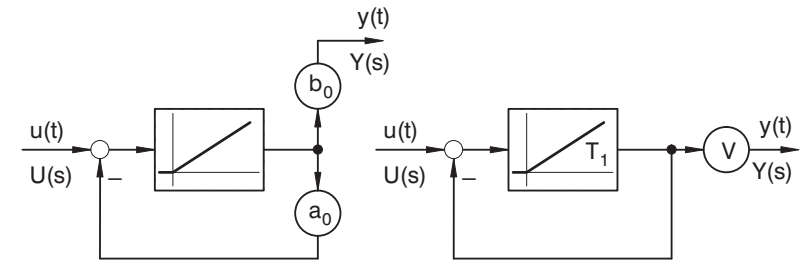 y(t)
Y(s)
b0
u(t)
U(s)
–
a0
u(t)
U(s)
–
T1
V
y(t)
Y(s)